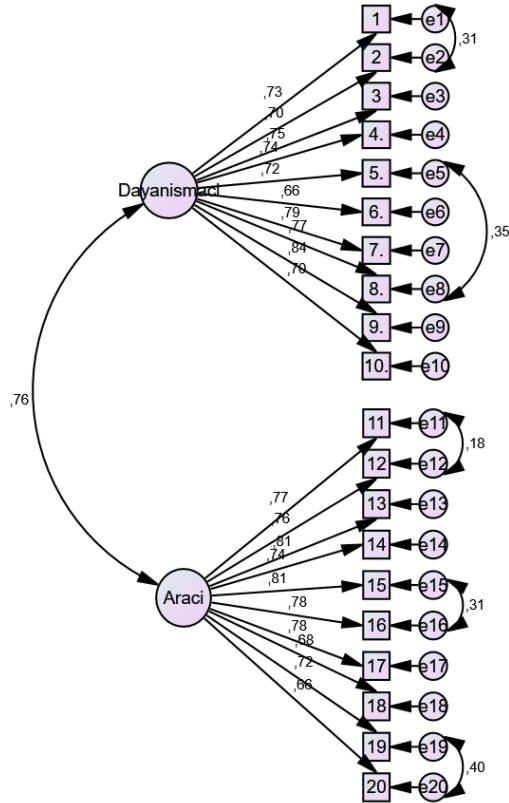 1
e1
,31
2
e2
3
e3
4.
e4
5.
e5
6.
e6
7.
e7
,35
8.
e8
9.
e9
10.
e10
,73
,70
,75
,74
,72
,66
,79
,77
,84
,70
Dayanismaci
,76
11
e11
,18
12
e12
13
e13
14
e14
15
e15
,31
16
e16
17
e17
18
e18
19
e19
,40
20
e20
,77
,76
,81
,74
,81
,78
,78
,68
,72
,66
Araci